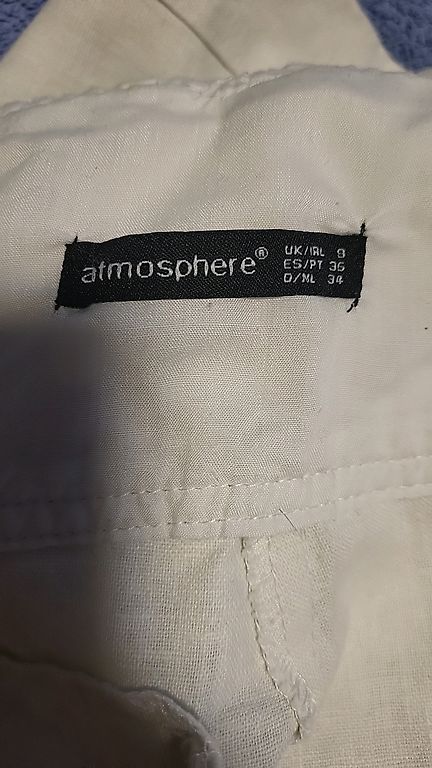 atmosphere®
UK/IRL 8
ES/PT 36
D/NL 34